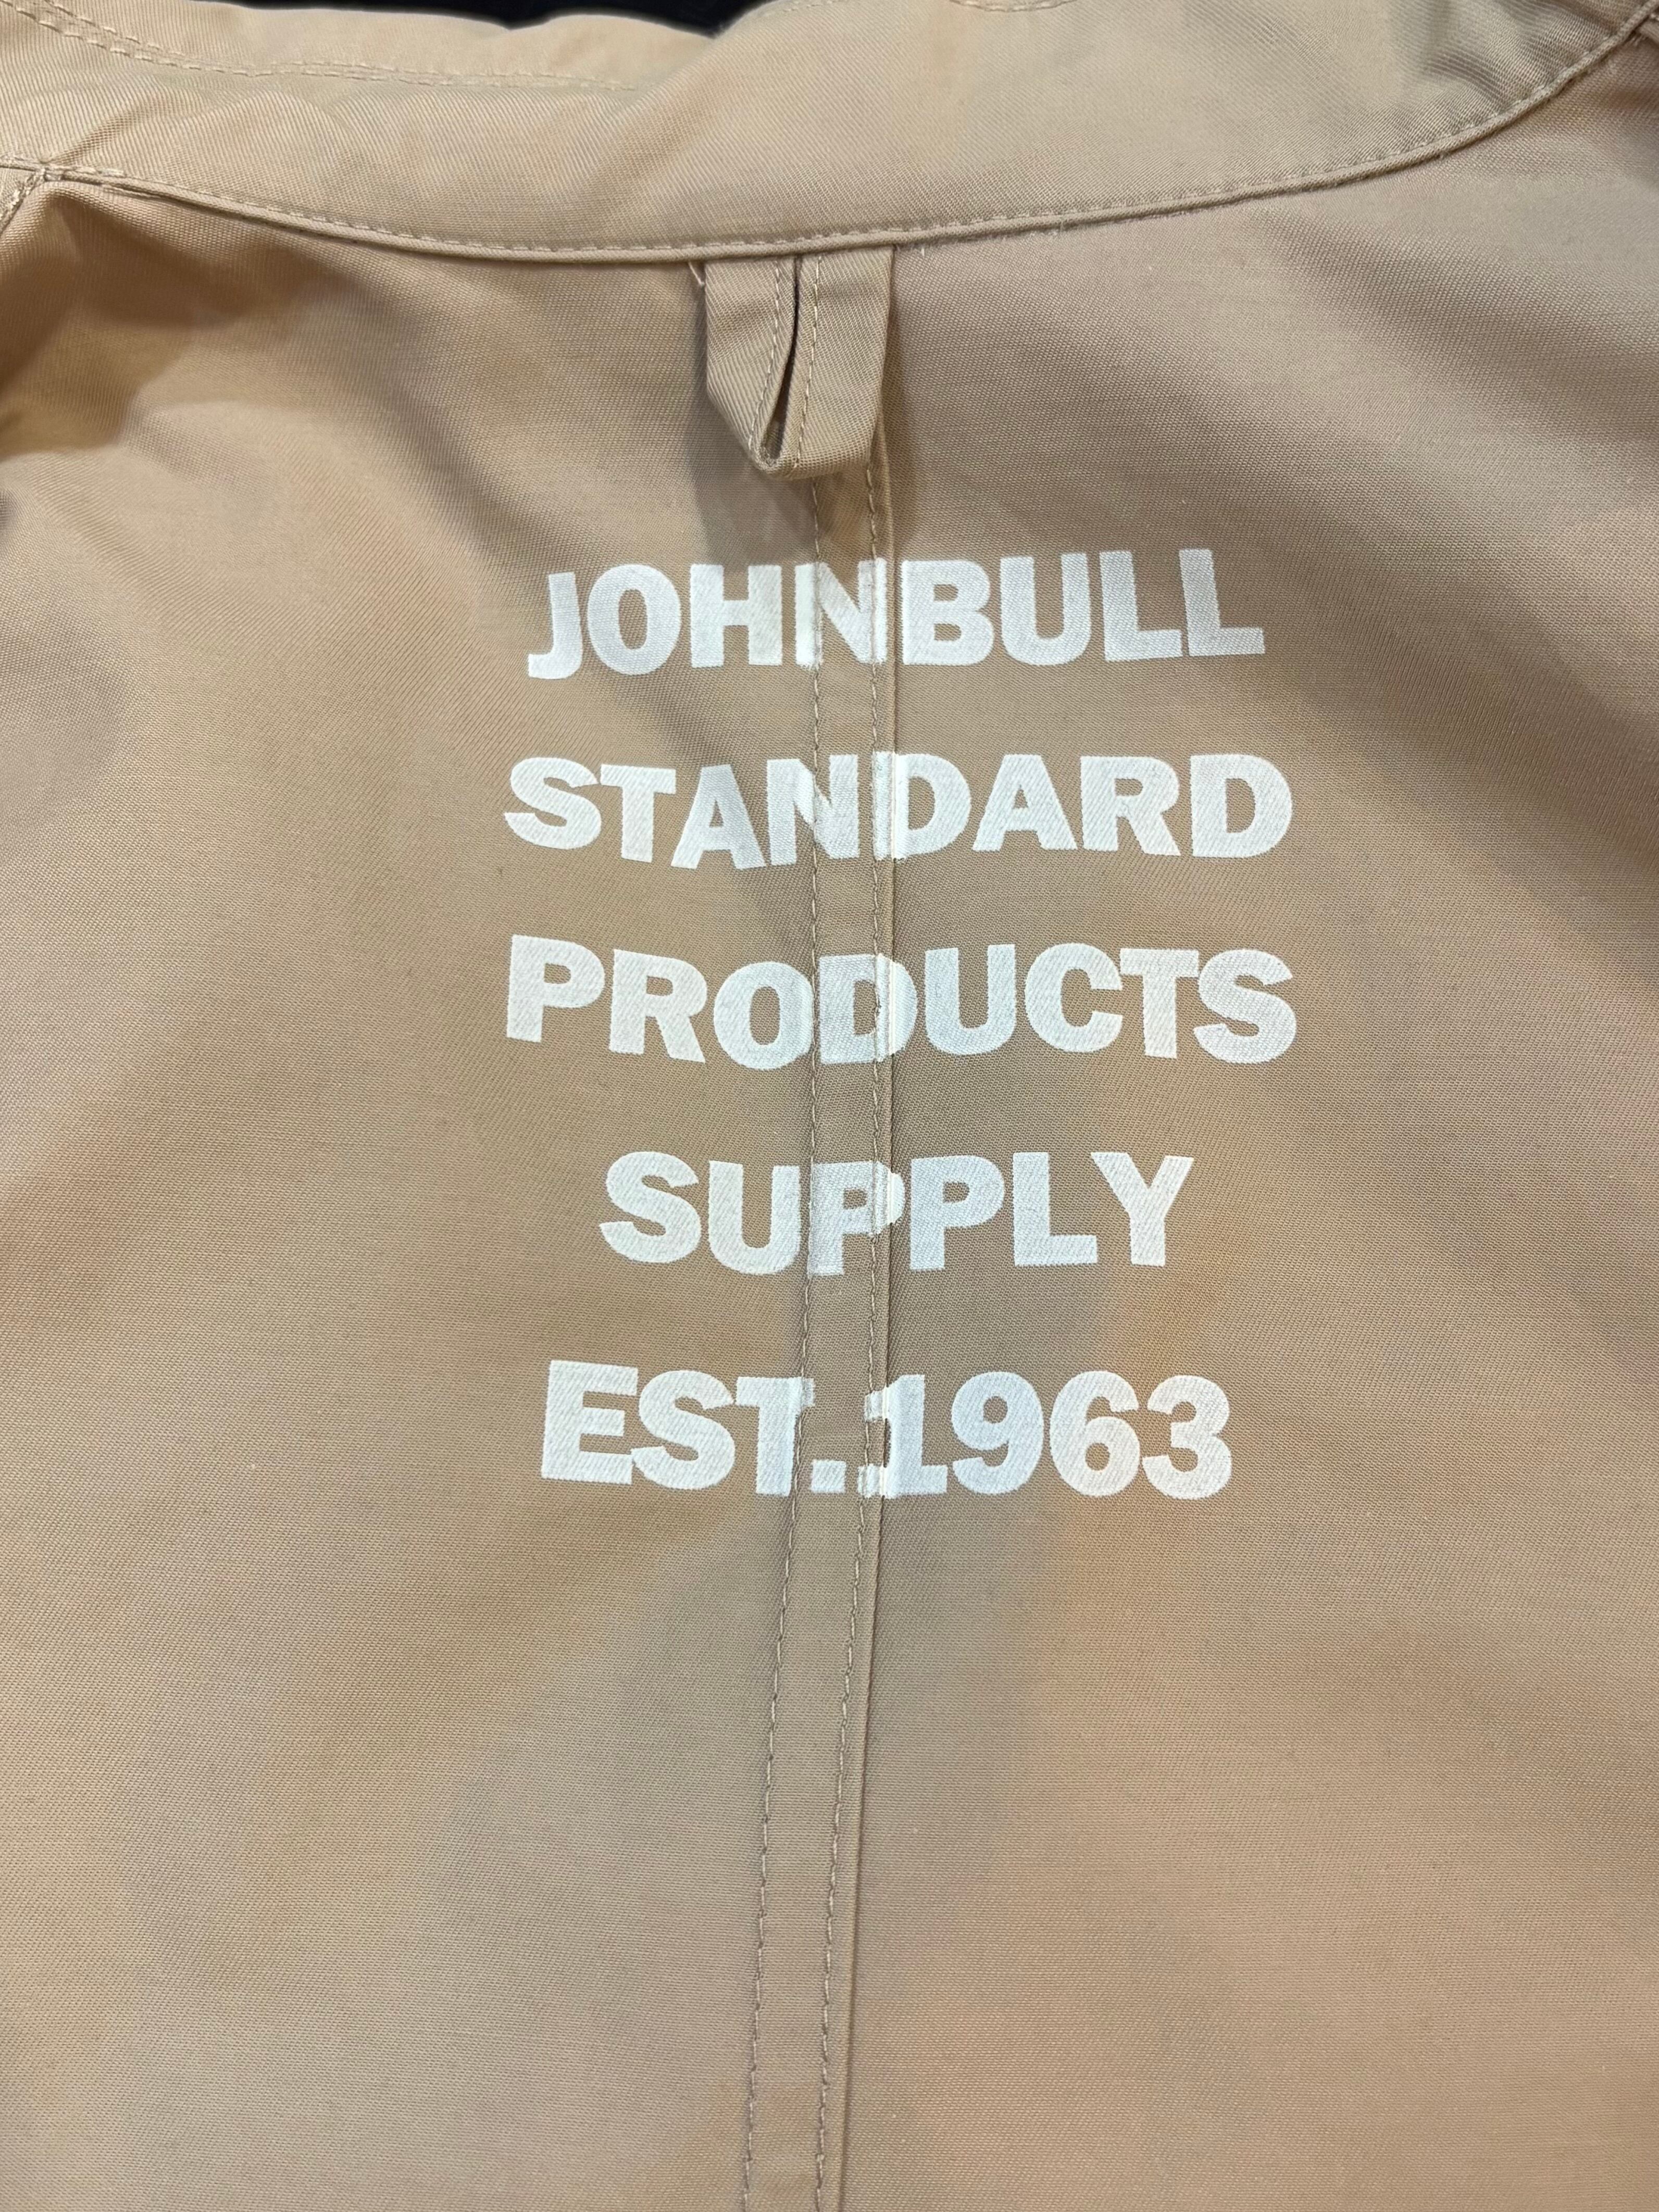 JOHNBULL
STANDARD
PRODUCTS
SUPPLY
EST.1963